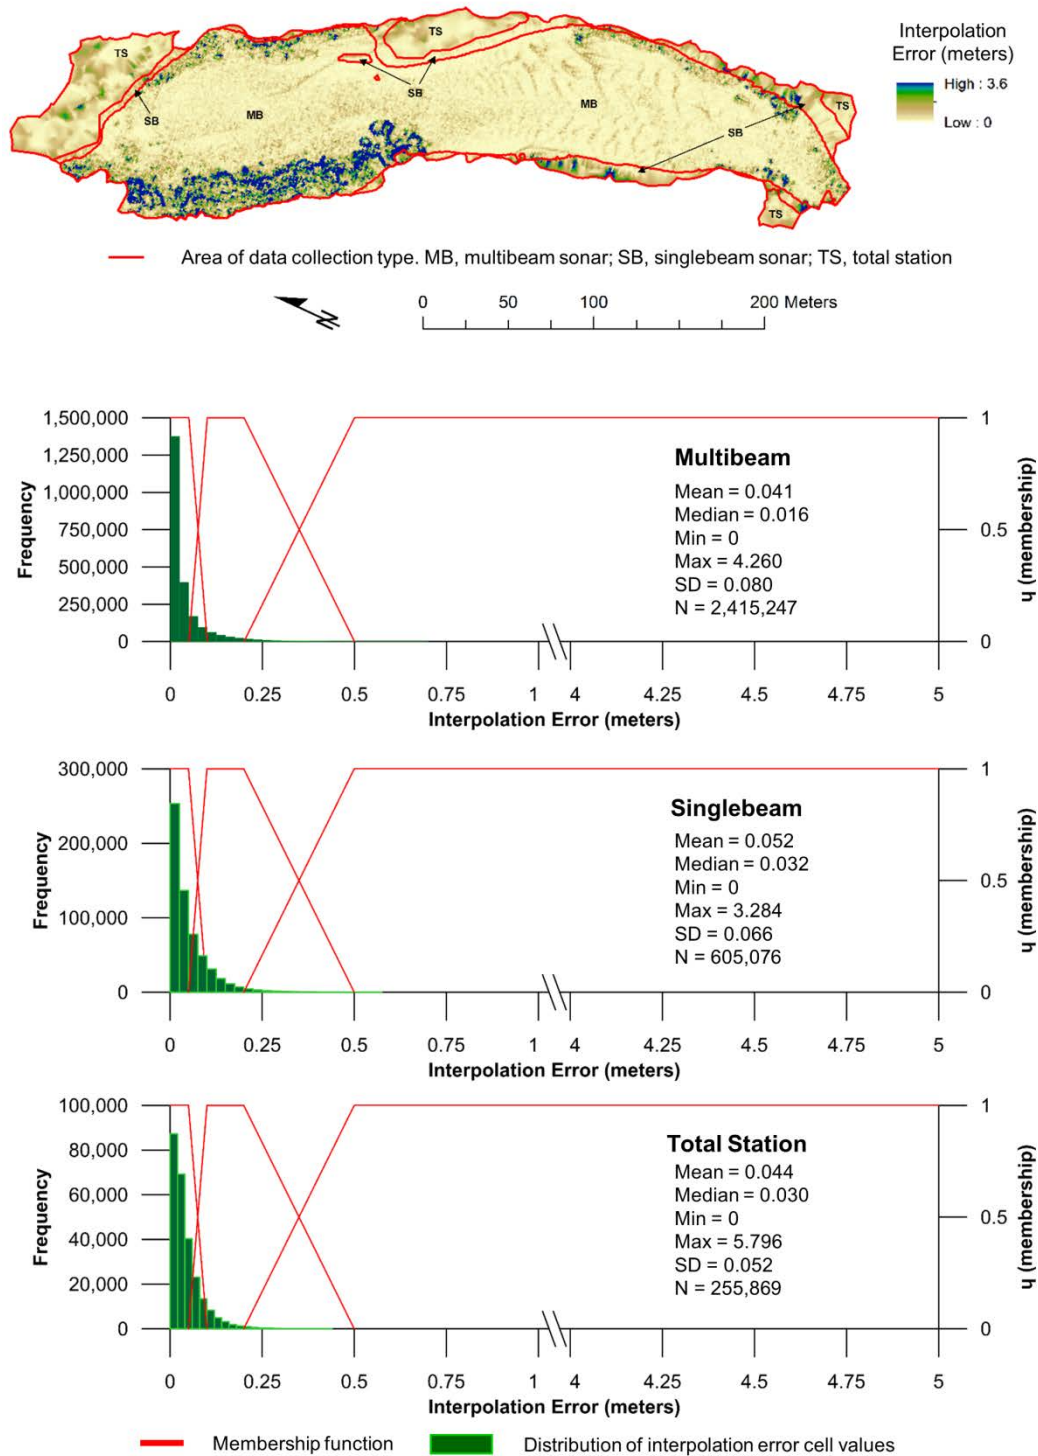 TS
TS
SB
MB
SB
MB
SB
TS
TS
Interpolation
Error (meters)
High : 3.6
Low : 0
Area of data collection type. MB, multibeam sonar; SB, singlebeam sonar; TS, total station
N
0 50 100 200 Meters
1,500,000
1,250,000
1,000,000
750,000
500,000
250,000
0
Frequency
Multibeam
Mean = 0.041
Median = 0.016
Min = 0
Max = 4.260
SD = 0.080
N = 2,415,247
1
0.5
0
μ (membership)
0 0.25 0.5 0.75 1 4 4.25 4.5 4.75 5
Interpolation Error (meters)
300,000
200,000
100,000
0
Frequency
Singlebeam
Mean = 0.052
Median = 0.032
Min = 0
Max = 3.284
SD = 0.066
N = 605,076
1
0.5
0
μ (membership)
0 0.25 0.5 0.75 1 4 4.25 4.5 4.75 5
Interpolation Error (meters)
100,000
80,000
60,000
40,000
20,000
0
Frequency
Total Station
Mean = 0.044
Median = 0.030
Min = 0
Max = 5.796
SD = 0.052
N = 255,869
1
0.5
0
μ (membership)
0 0.25 0.5 0.75 1 4 4.25 4.5 4.75 5
Interpolation Error (meters)
Membership function Distribution of interpolation error cell values